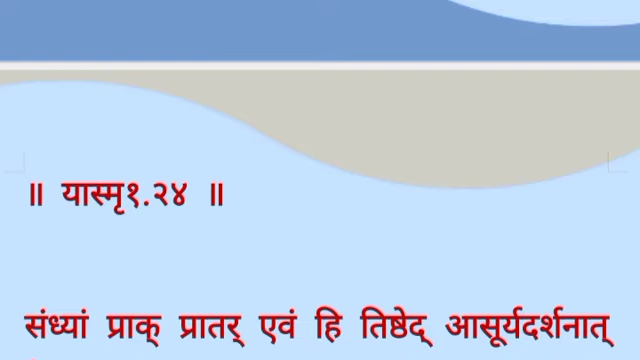 ॥ यास्मृ१.२४ ॥
संध्यां प्राक् प्रातर् एवं हि तिष्ठेद् आसूर्यदर्शनात्